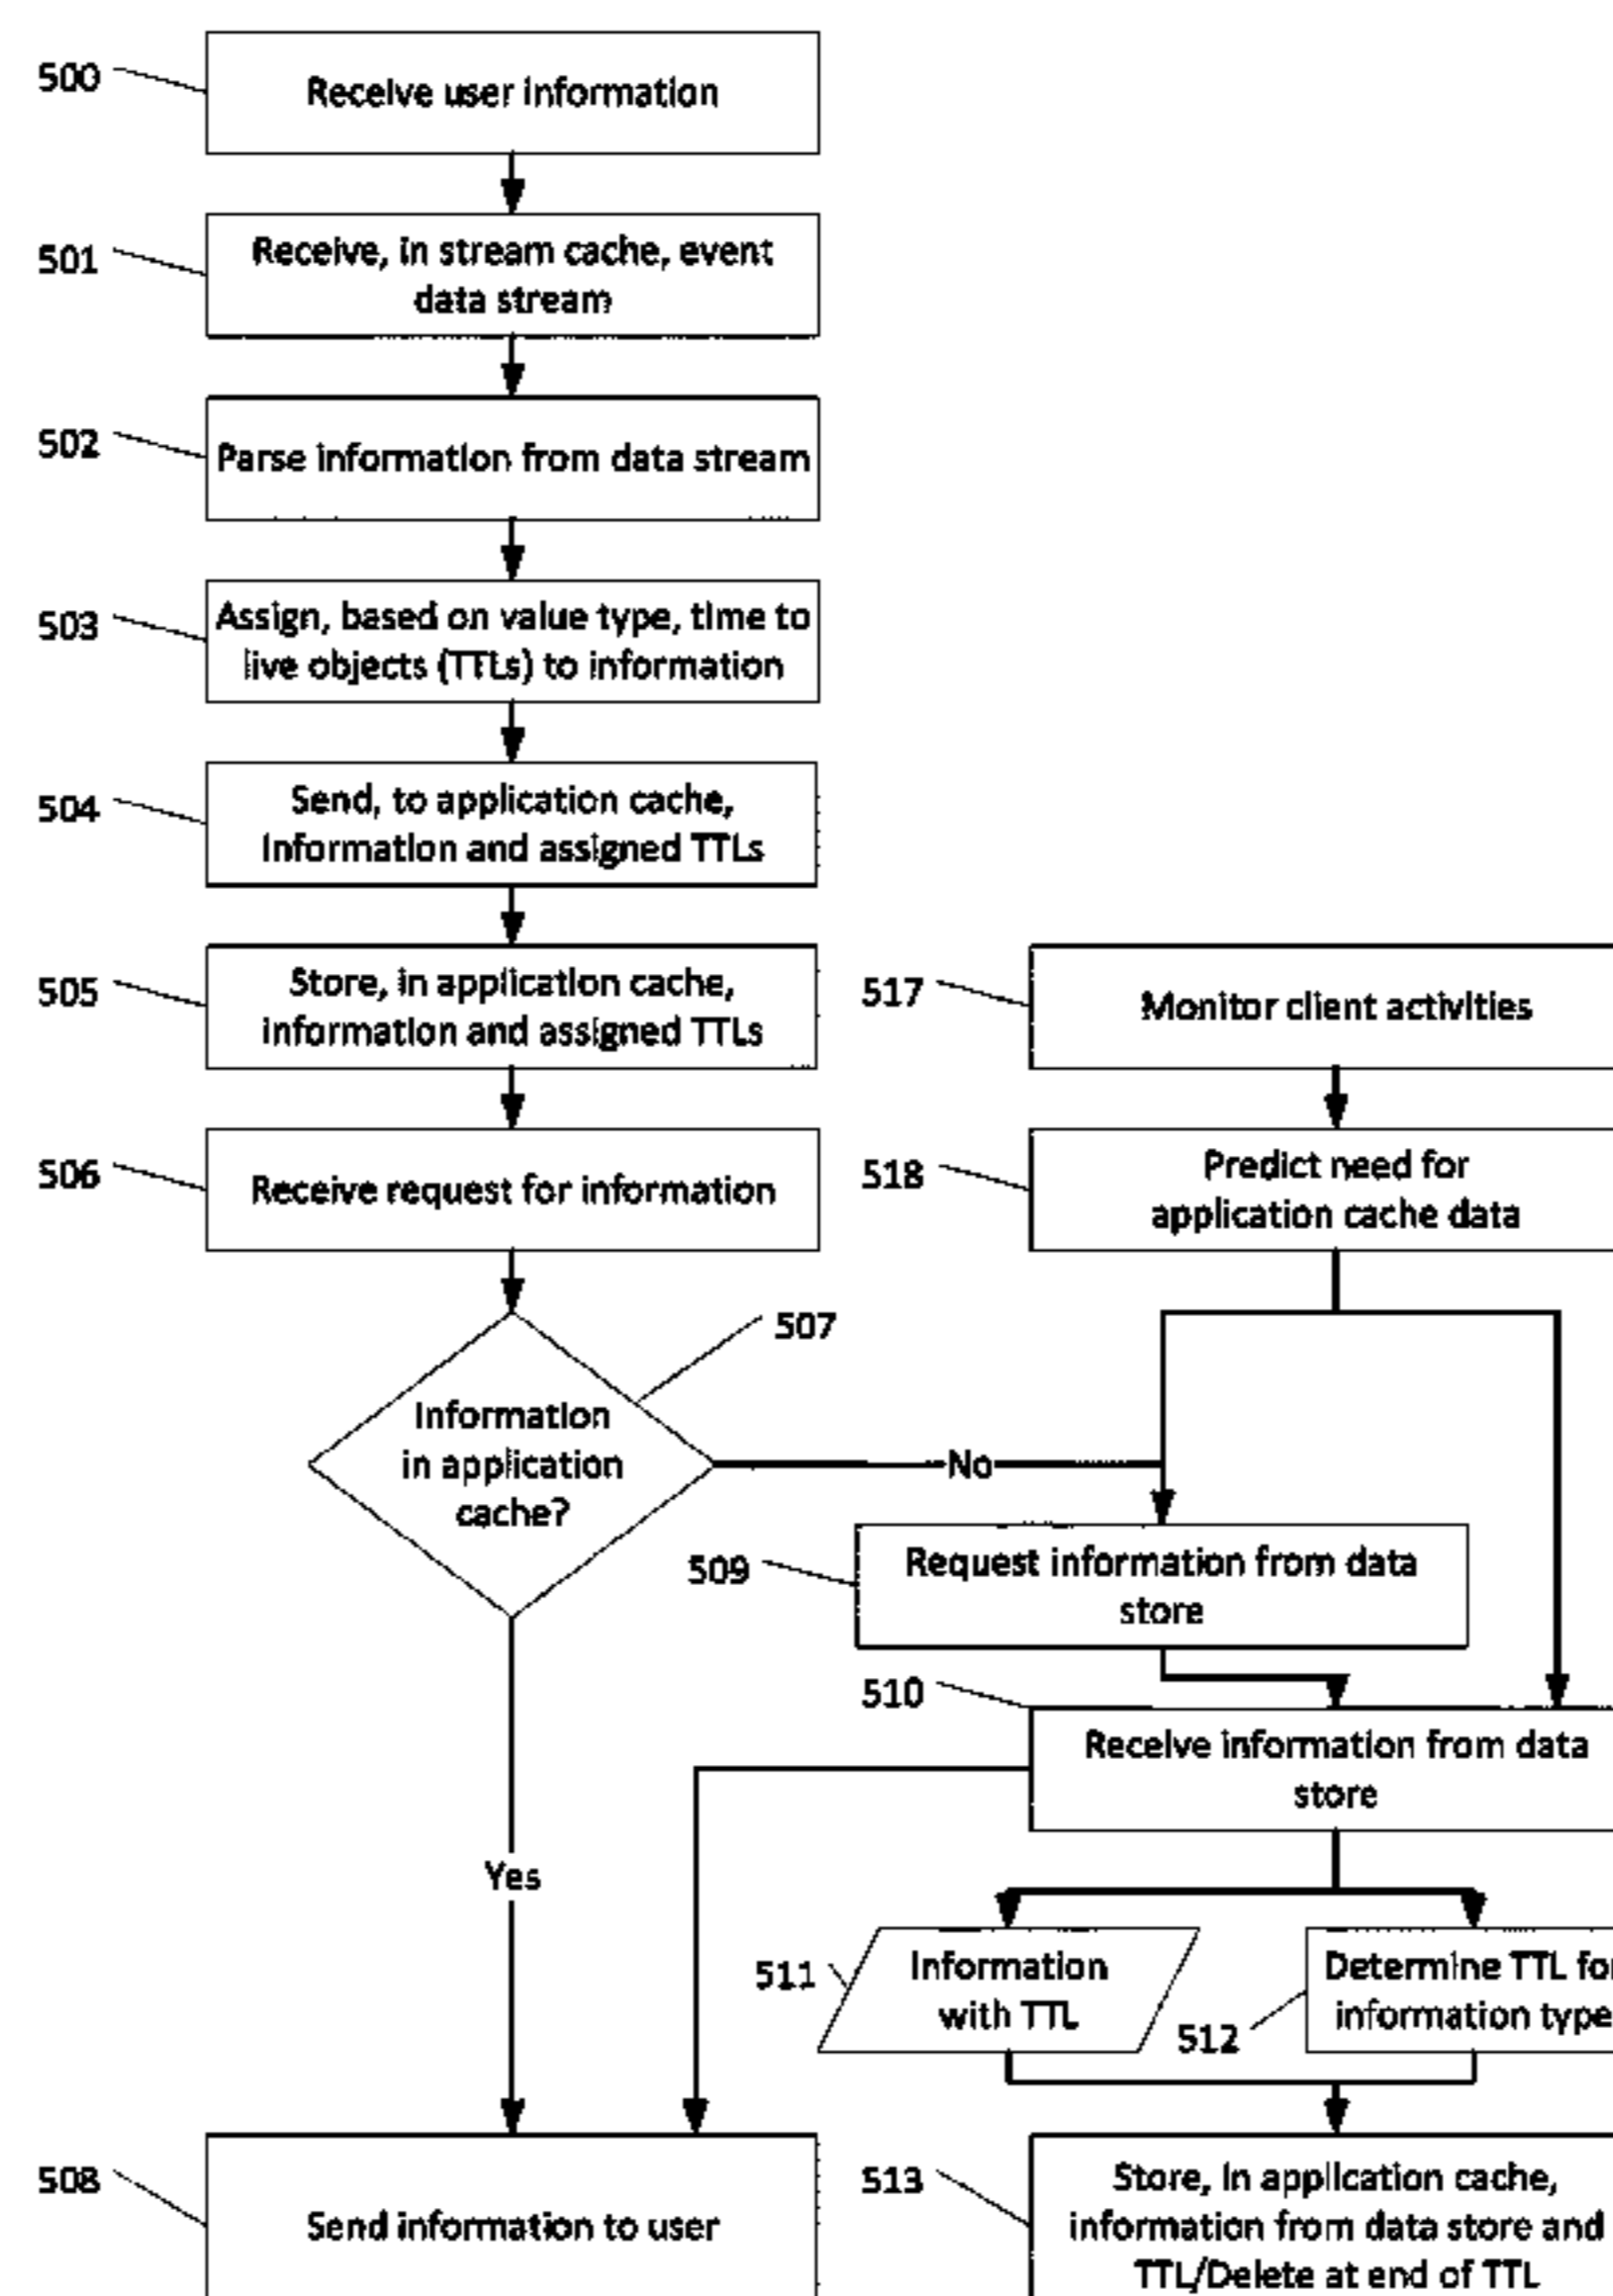 500
Receive user information
501
Receive, in stream cache, event
data stream
502
Parse information from data stream
503
Assign, based on value type, time to
live objects (TTLs) to information
504
Send, to application cache,
information and assigned TTLs
505
Store, in application cache,
information and assigned TTLs
517
Monitor client activities
506
Receive request for information
518
Predict need for
application cache data
507
Information
in application
cache?
No
509
Request information from data
store
510
Receive information from data
store
Yes
511
Information
with TTL
512
Determine TTL for
information type
508
Send information to user
513
Store, in application cache,
information from data store and
TTL/Delete at end of TTL